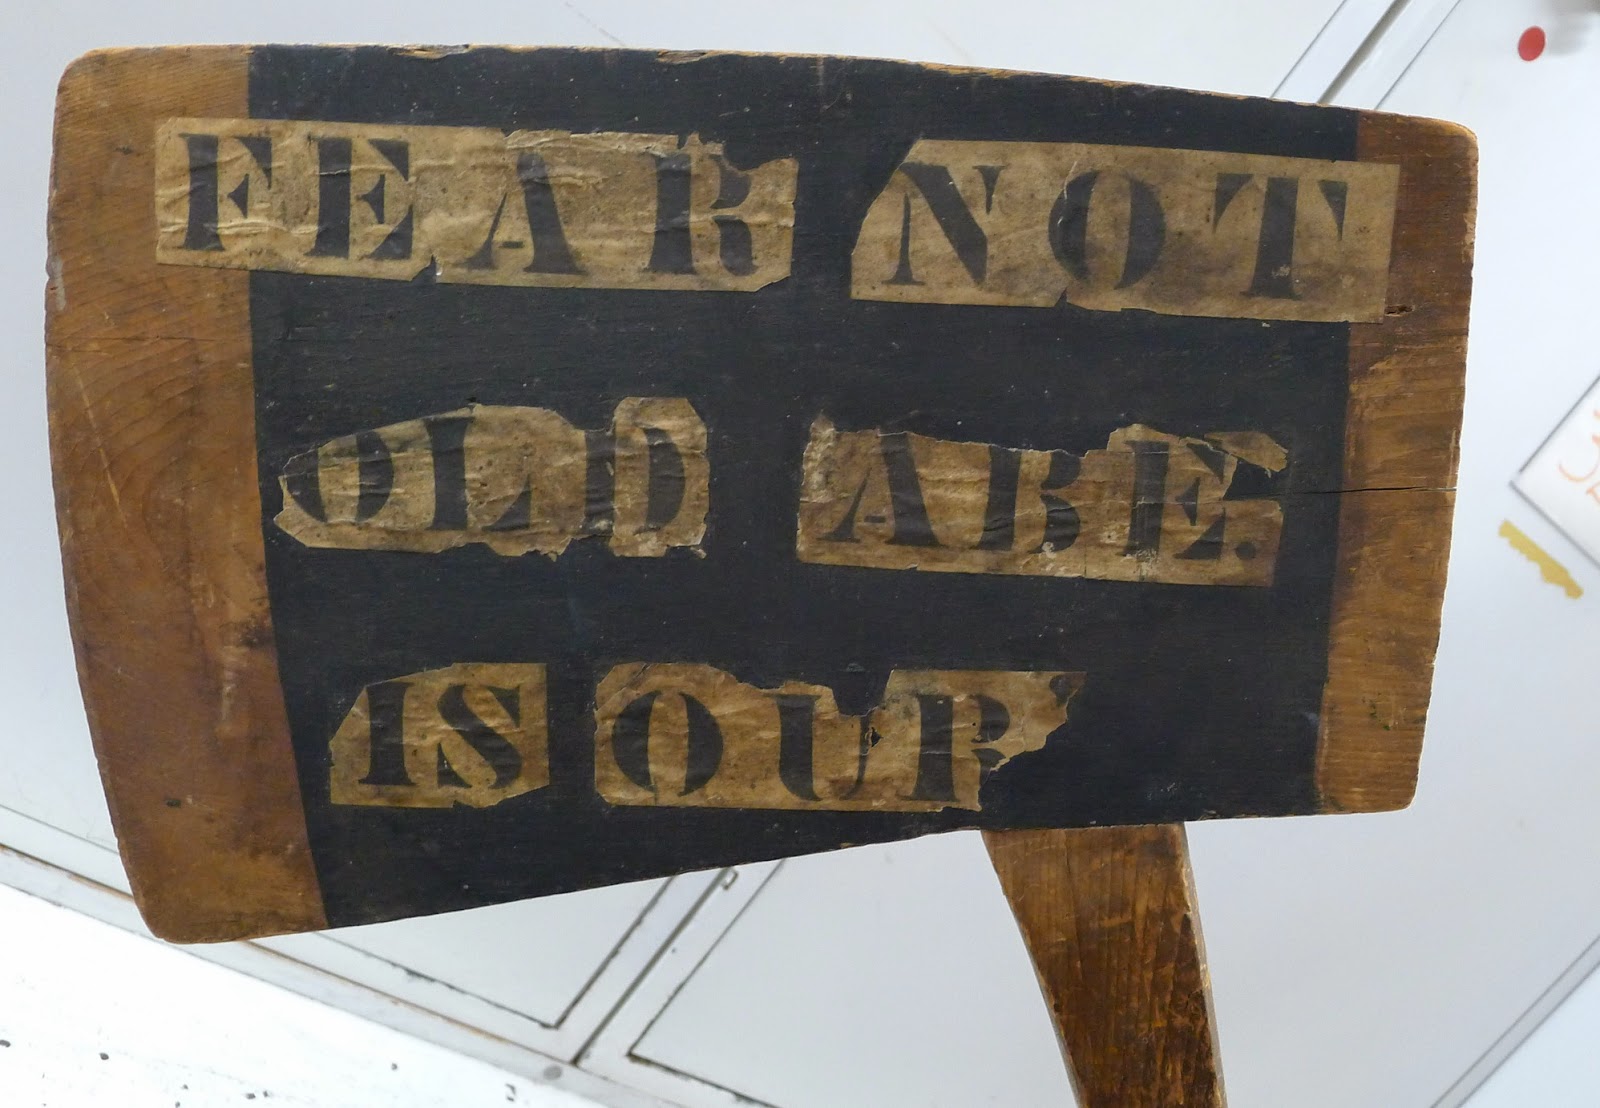 FEAR NOT
OLD ABE.
IS OUR